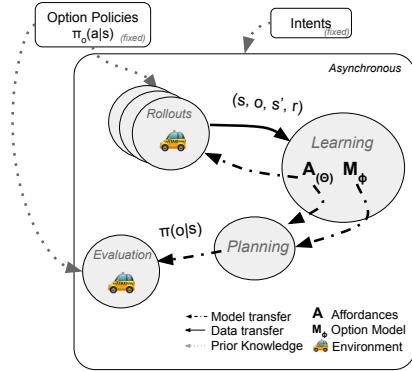 Option Policies
πₒ(a|s) (fixed)
Intents
(fixed)
Asynchronous
(s, o, s', r)
Rollouts
Learning
A(Θ) Mϕ
π(o|s)
Planning
Evaluation
Model transfer
Data transfer
Prior Knowledge
A Affordances
Mϕ Option Model
Environment